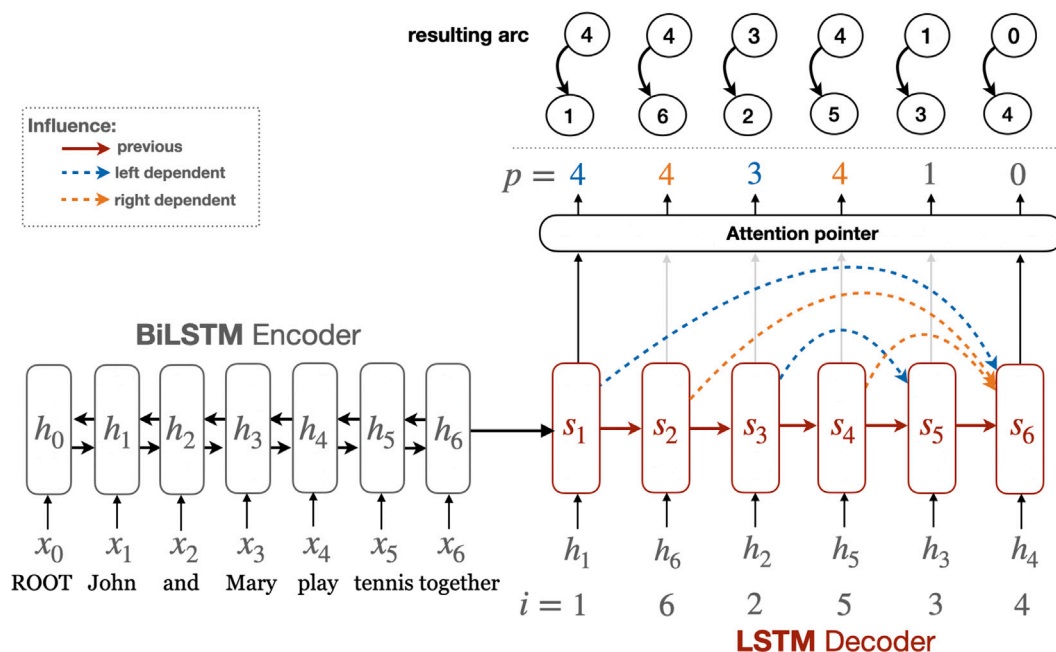 resulting arc
4 4 3 4 1 0
1 6 2 5 3 4
Influence:
previous
left dependent
right dependent
p = 4 4 3 4 1 0
Attention pointer
BiLSTM Encoder
h0 h1 h2 h3 h4 h5 h6
s1 s2 s3 s4 s5 s6
x0 x1 x2 x3 x4 x5 x6
ROOT John and Mary play tennis together
h1 h6 h2 h5 h3 h4
i = 1 6 2 5 3 4
LSTM Decoder